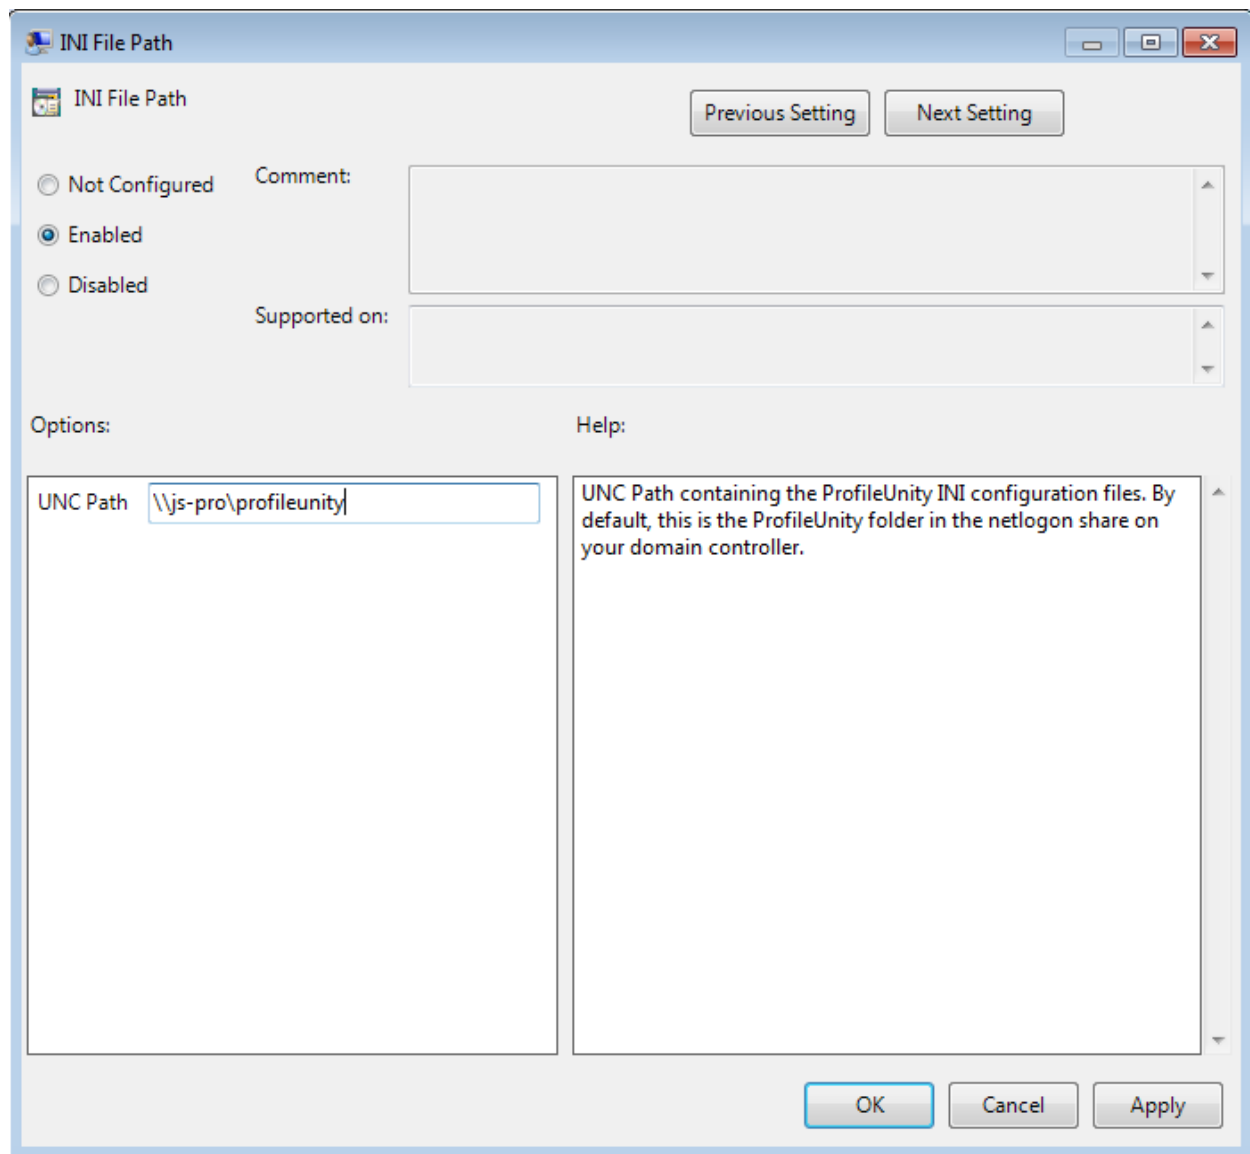 INI File Path
INI File Path
Previous Setting
Next Setting
Not Configured
Comment:
Enabled
Disabled
Supported on:
Options:
Help:
UNC Path
\\js-pro\profileunity
UNC Path containing the ProfileUnity INI configuration files. By
default, this is the ProfileUnity folder in the netlogon share on
your domain controller.
OK
Cancel
Apply